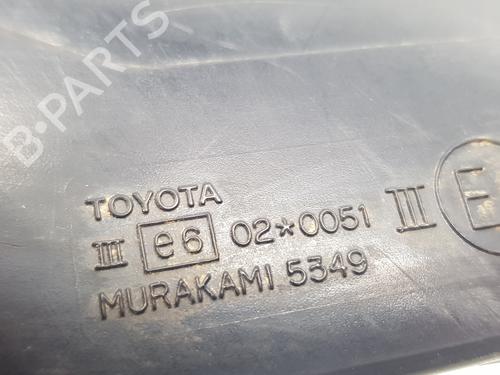 B-PARTS
TOYOTA
III e6 02*0051 III E
MURAKAMI 5349